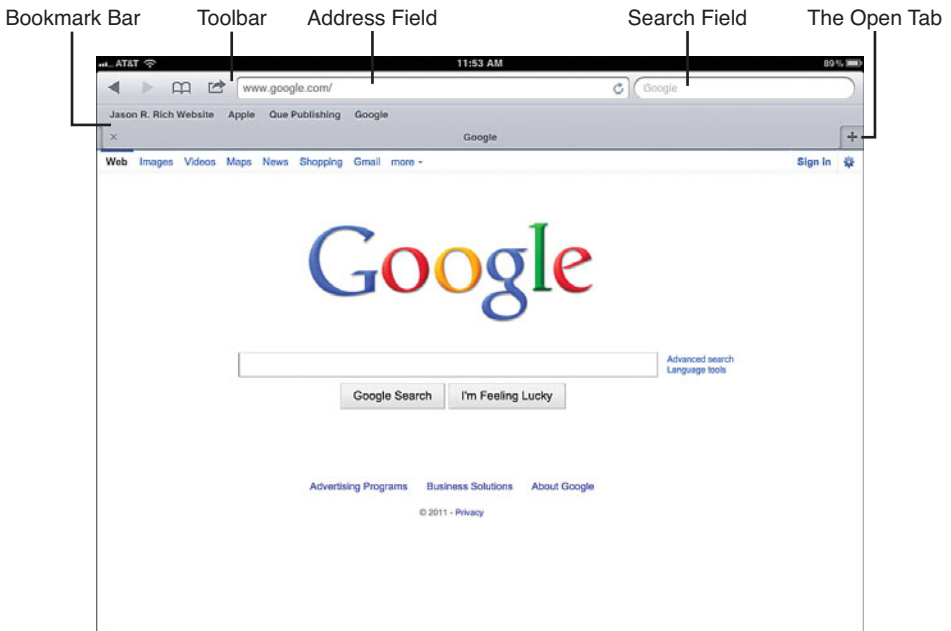 Bookmark Bar Toolbar Address Field Search Field The Open Tab
AT&T 11:53 AM 89%
www.google.com/ Google
Jason R. Rich Website Apple Que Publishing Google
× Google +
Web Images Videos Maps News Shopping Gmail more Sign in
Google
Advanced search
Language tools
Google Search I'm Feeling Lucky
Advertising Programs Business Solutions About Google
© 2011 - Privacy